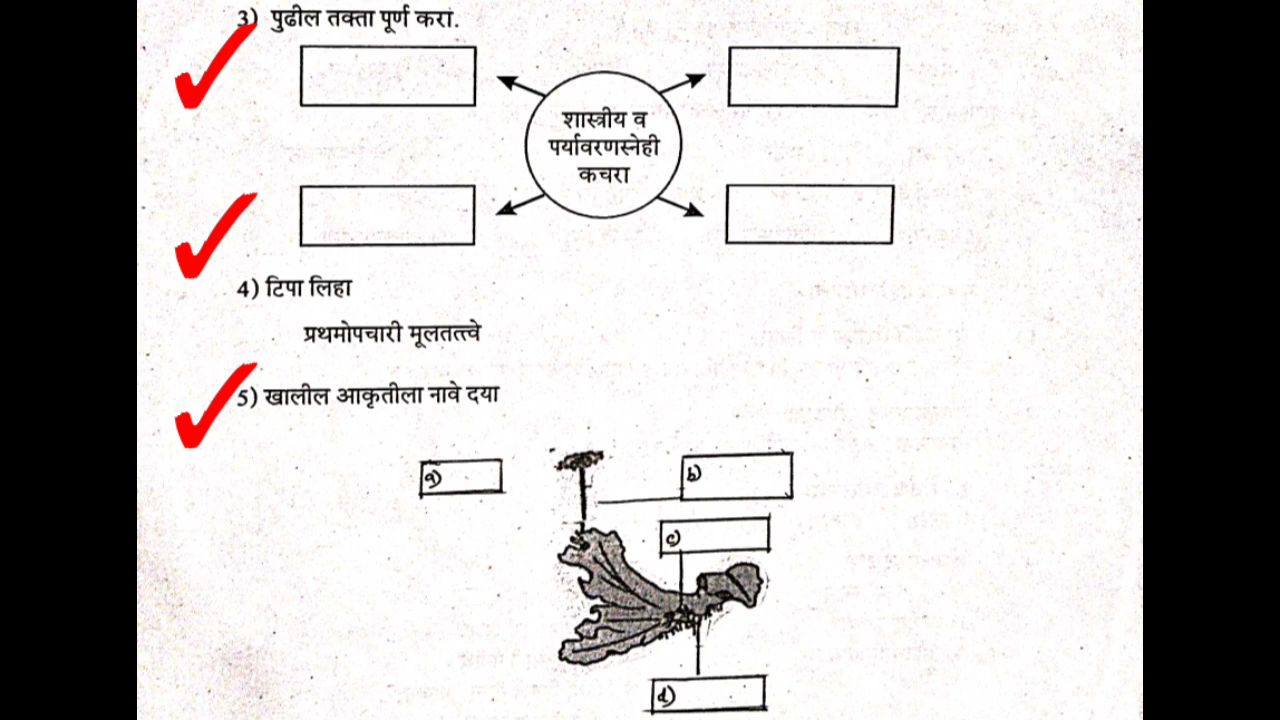 3) पुढील तक्ता पूर्ण करा.
शास्त्रीय व
पर्यावरणस्नेही
कचरा
4) टिपा लिहा
प्रथमोपचारी मूलतत्त्वे
5) खालील आकृतीला नावे दया
a)
b)
c)
d)